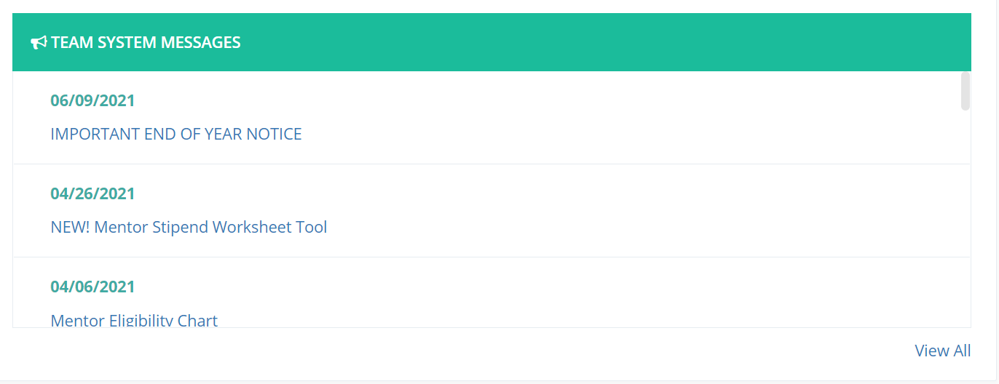 TEAM SYSTEM MESSAGES
06/09/2021
IMPORTANT END OF YEAR NOTICE
04/26/2021
NEW! Mentor Stipend Worksheet Tool
04/06/2021
Mentor Eligibility Chart
View All